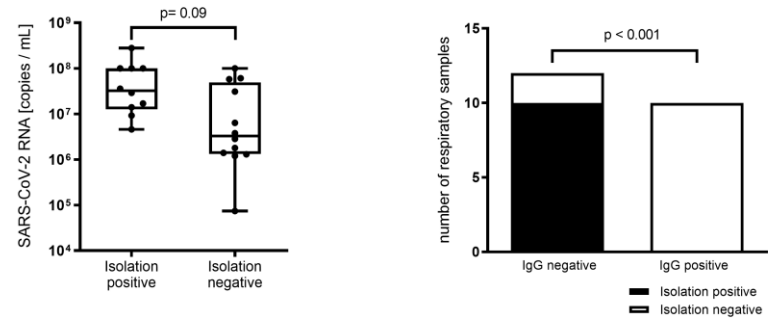 p= 0.09
SARS-CoV-2 RNA [copies / mL]
10⁹
10⁸
10⁷
10⁶
10⁵
10⁴
Isolation positive
Isolation negative
p < 0.001
number of respiratory samples
15
10
5
0
IgG negative
IgG positive
Isolation positive
Isolation negative